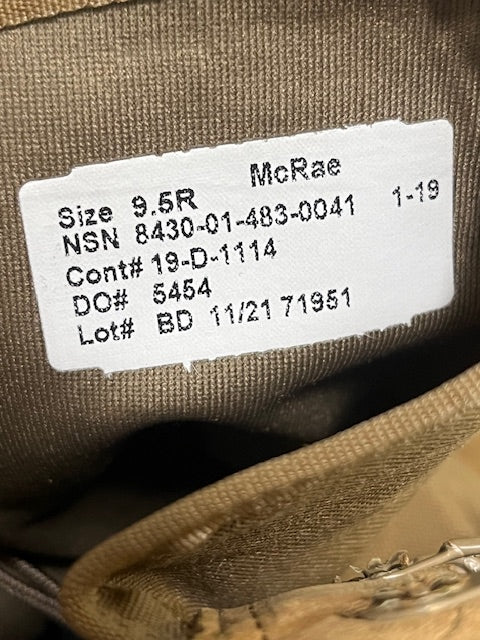 McRae
Size 9.5R
NSN 8430-01-483-0041 1-19
Cont# 19-D-1114
DO# 5454
Lot# BD 11/21 71951